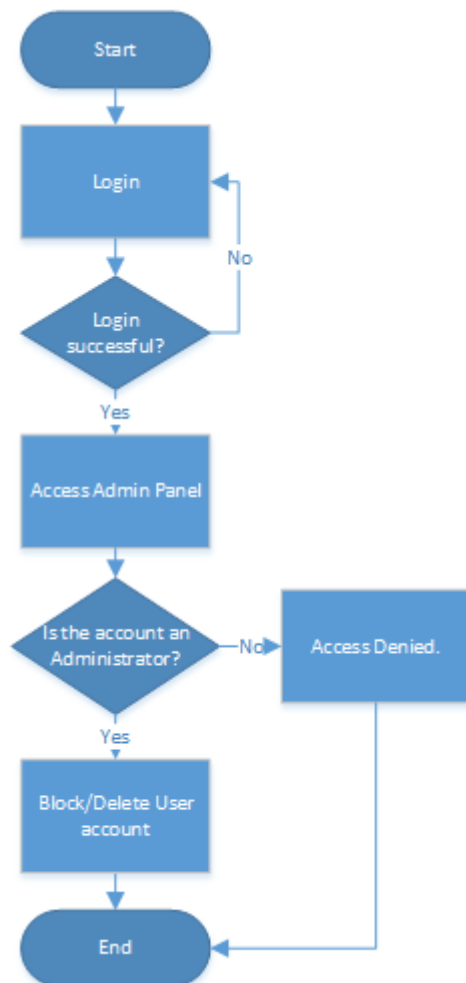 Start
Login
No
Login
successful?
Yes
Access Admin Panel
Is the account an
Administrator?
No
Access Denied.
Yes
Block/Delete User
account
End